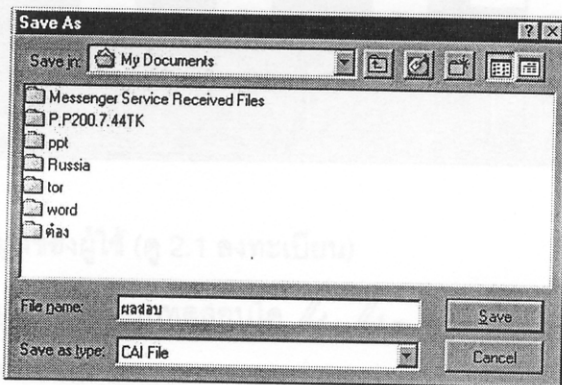 Save As
Save in: My Documents
Messenger Service Received Files
P.P200.7.44TK
ppt
Russia
tor
word
ต๋อง
File name: ผลสอบ Save
Save as type: CAI File Cancel